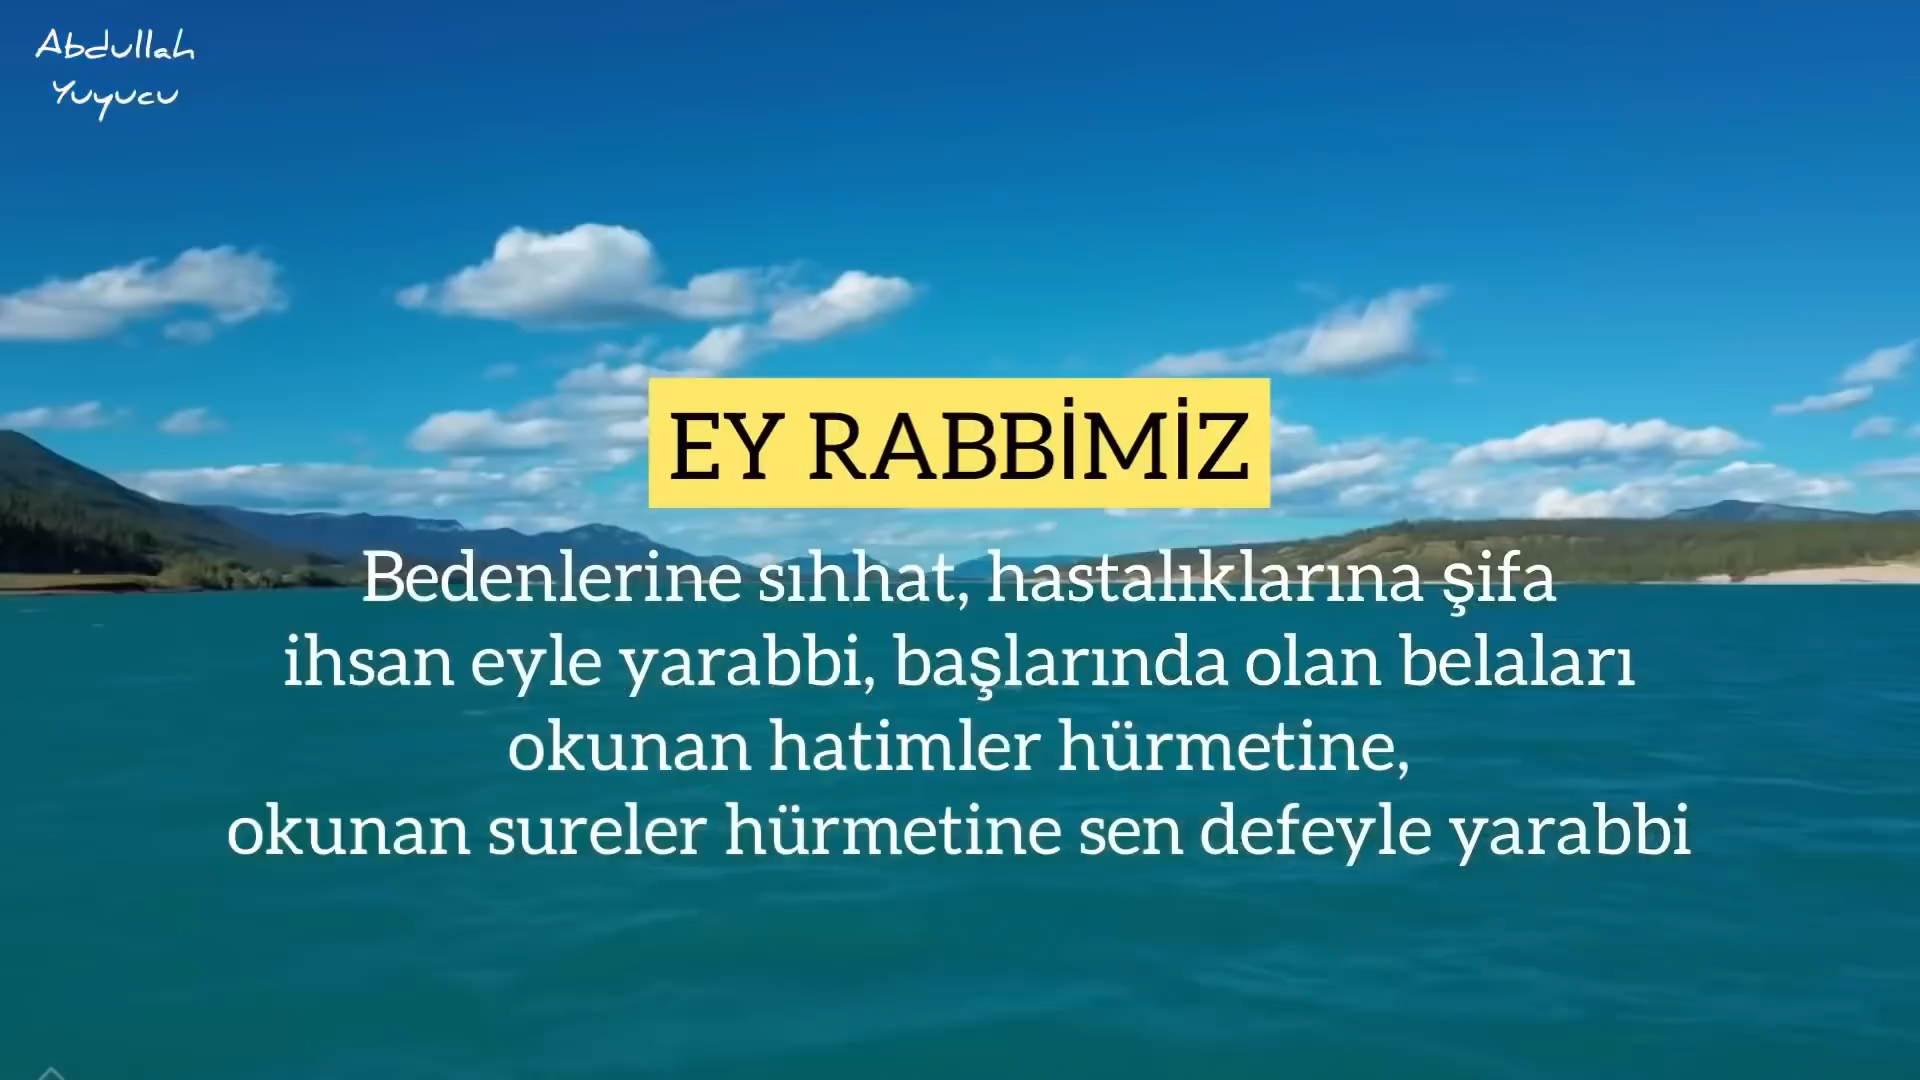 Abdullah
Yuyucu
EY RABBİMİZ
Bedenlerine sıhhat, hastalıklarına şifa
ihsan eyle yarabbi, başlarında olan belaları
okunan hatimler hürmetine,
okunan sureler hürmetine sen defeyle yarabbi